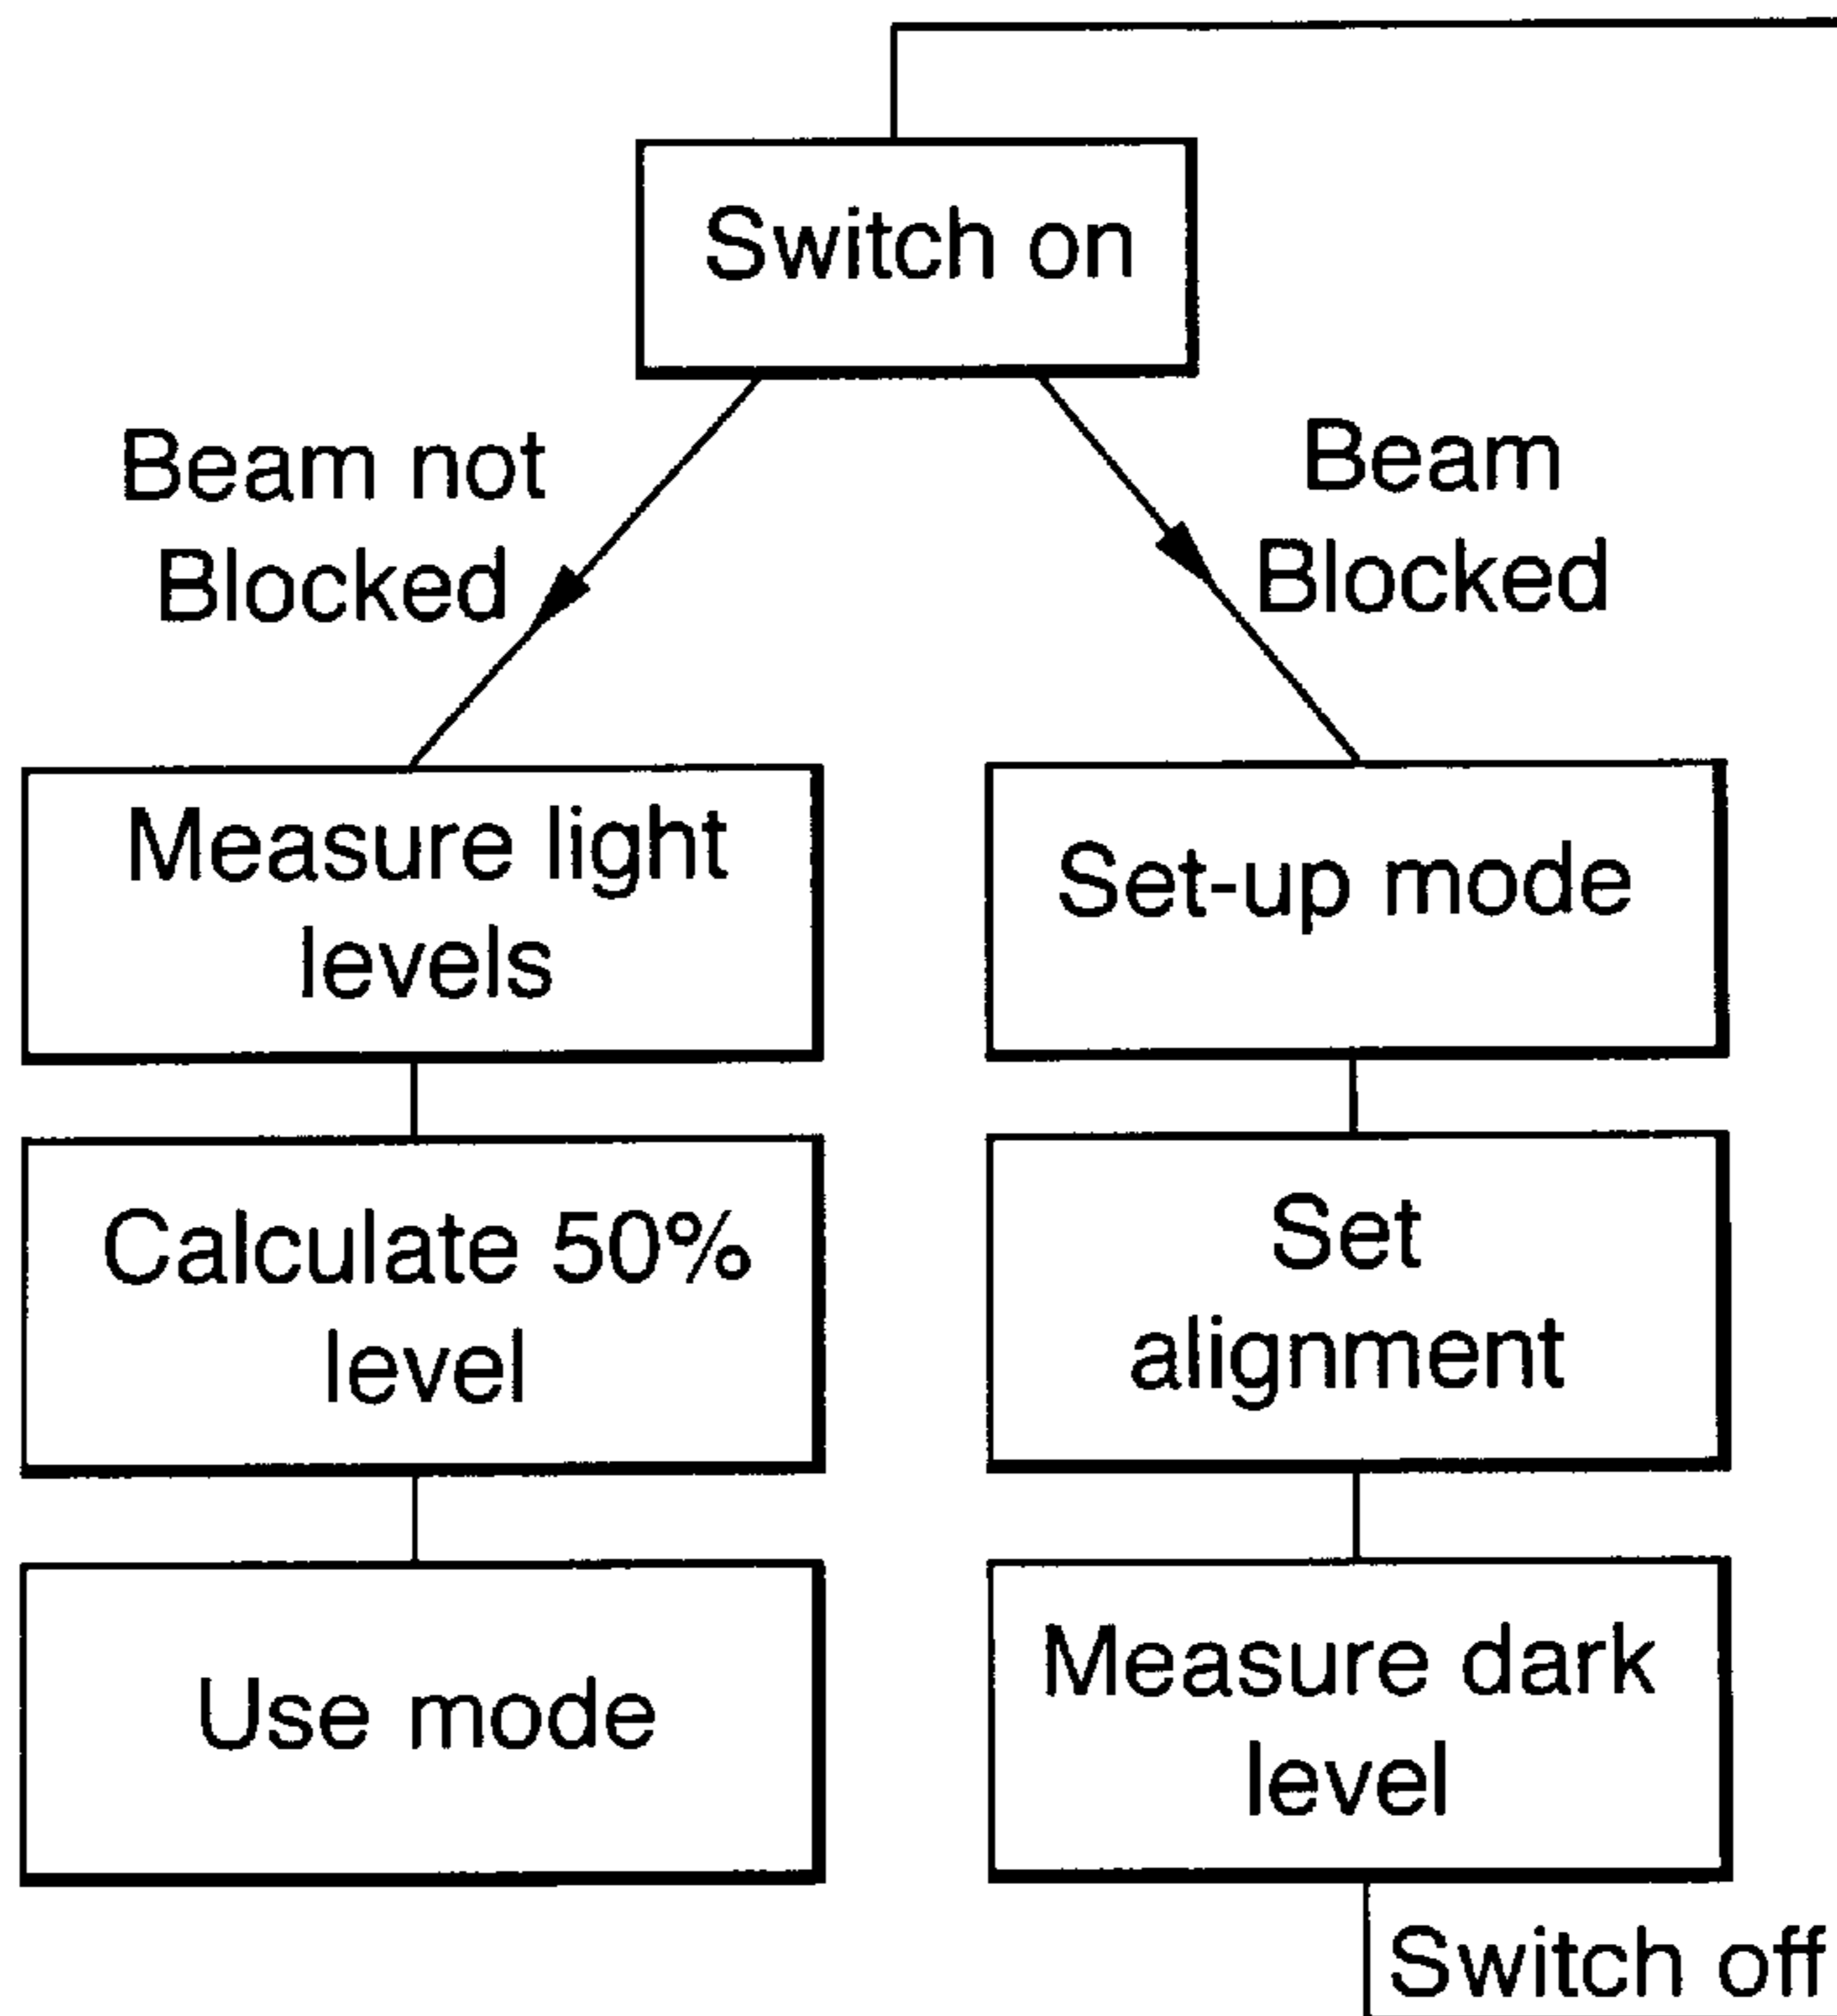 Switch on
Beam not
Blocked
Beam
Blocked
Measure light
levels
Set-up mode
Calculate 50%
level
Set
alignment
Use mode
Measure dark
level
Switch off